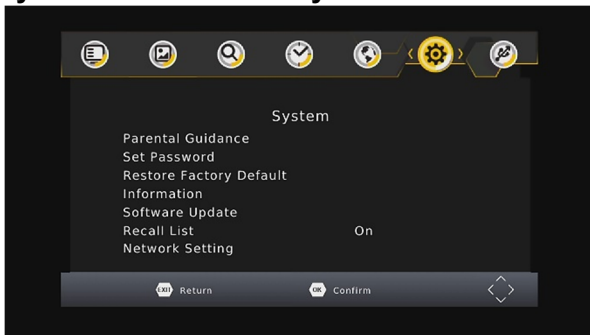 System
Parental Guidance
Set Password
Restore Factory Default
Information
Software Update
Recall List On
Network Setting
EXIT Return OK Confirm